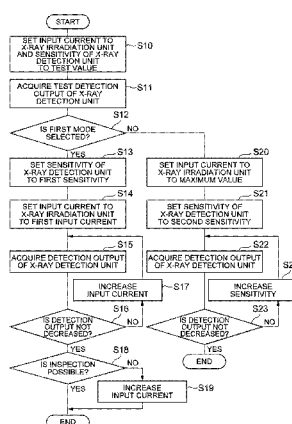 START
SET INPUT CURRENT TO
X-RAY IRRADIATION UNIT
AND SENSITIVITY OF X-RAY
DETECTION UNIT
TO TEST VALUE
S10
ACQUIRE TEST DETECTION
OUTPUT OF X-RAY
DETECTION UNIT
S11
S12
IS FIRST MODE
SELECTED?
NO
YES
S13
SET SENSITIVITY OF
X-RAY DETECTION UNIT
TO FIRST SENSITIVITY
S20
SET INPUT CURRENT TO
X-RAY IRRADIATION UNIT
TO MAXIMUM VALUE
S14
SET INPUT CURRENT TO
X-RAY IRRADIATION UNIT
TO FIRST INPUT CURRENT
S21
SET SENSITIVITY OF
X-RAY DETECTION UNIT
TO SECOND SENSITIVITY
S15
ACQUIRE DETECTION OUTPUT
OF X-RAY DETECTION UNIT
S22
ACQUIRE DETECTION OUTPUT
OF X-RAY DETECTION UNIT
INCREASE
INPUT CURRENT
S17
INCREASE
SENSITIVITY
S16
IS DETECTION
OUTPUT NOT
DECREASED?
NO
YES
S23
IS DETECTION
OUTPUT NOT
DECREASED?
NO
YES
END
S18
IS INSPECTION
POSSIBLE?
NO
YES
INCREASE
INPUT CURRENT
S19
END